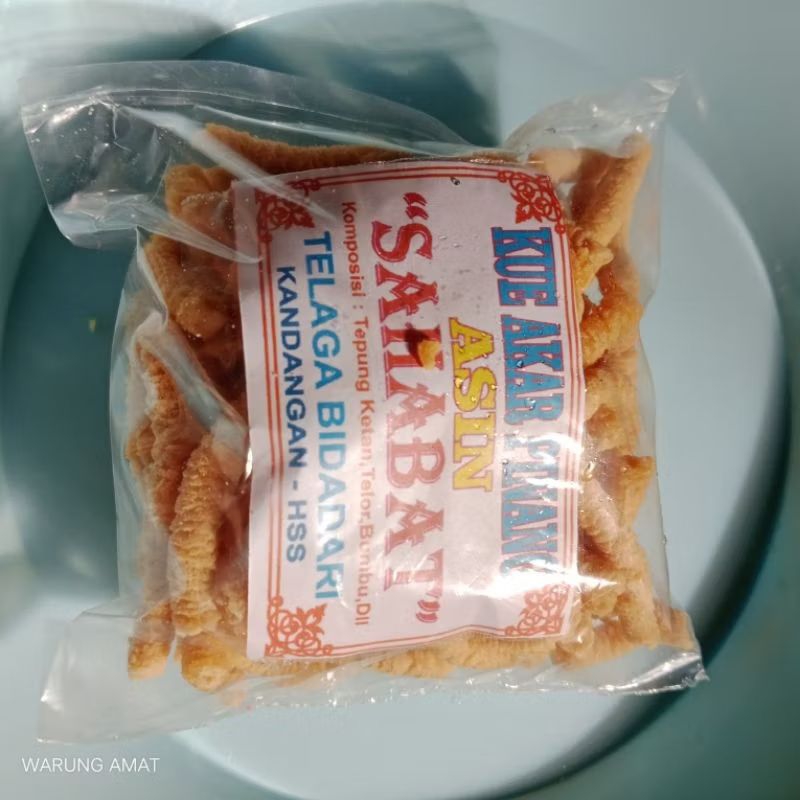 KUE AKAR PINANG
ASIN
"SAHABAT"
Komposisi : Tepung Ketan,Telor,Bumbu,Dll
TELAGA BIDADARI
KANDANGAN - HSS
WARUNG AMAT